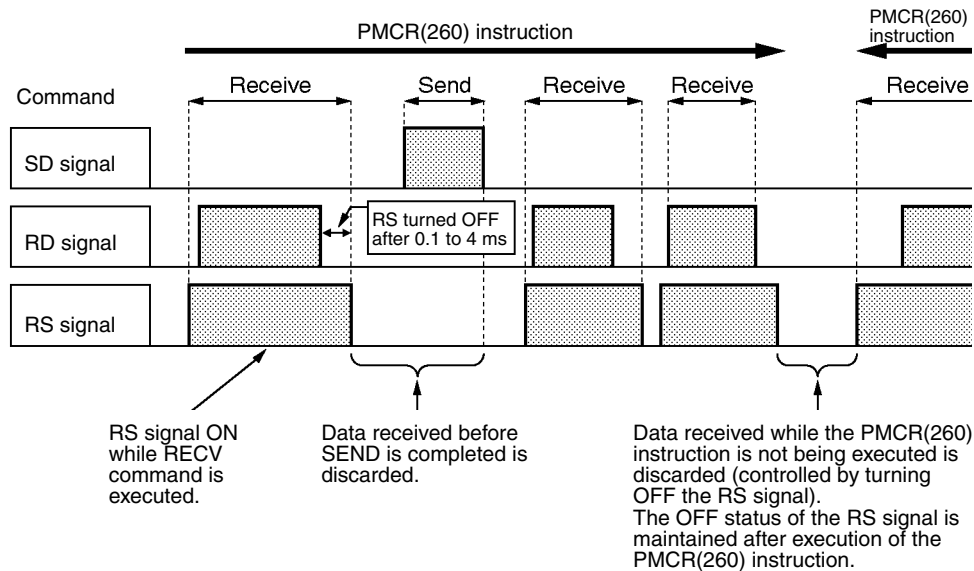 PMCR(260) instruction
PMCR(260)
instruction
Command
Receive
Send
Receive
Receive
Receive
SD signal
RD signal
RS turned OFF
after 0.1 to 4 ms
RS signal
RS signal ON
while RECV
command is
executed.
Data received before
SEND is completed is
discarded.
Data received while the PMCR(260)
instruction is not being executed is
discarded (controlled by turning
OFF the RS signal).
The OFF status of the RS signal is
maintained after execution of the
PMCR(260) instruction.